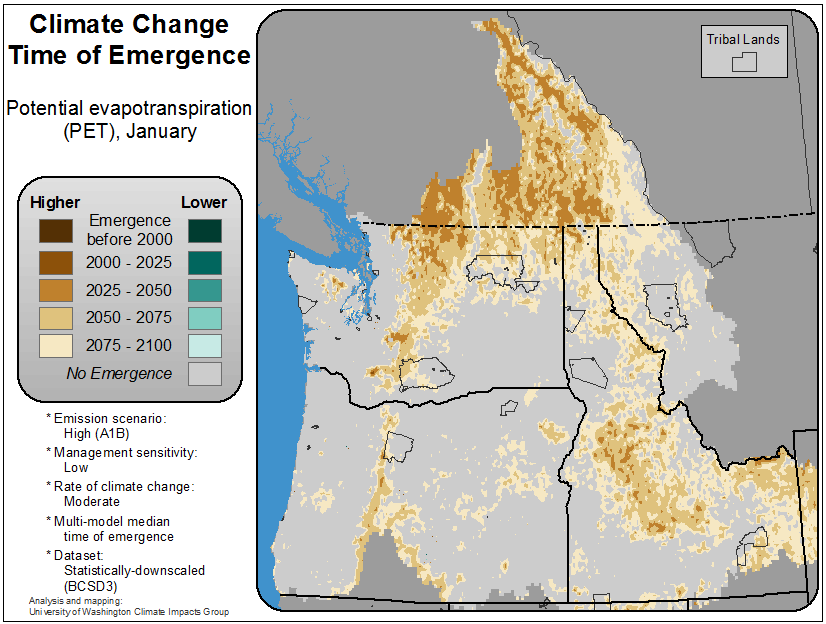 Climate Change
Time of Emergence
Potential evapotranspiration
(PET), January
Higher
Lower
Emergence
before 2000
2000 - 2025
2025 - 2050
2050 - 2075
2075 - 2100
No Emergence
* Emission scenario:
High (A1B)
* Management sensitivity:
Low
* Rate of climate change:
Moderate
* Multi-model median
time of emergence
* Dataset:
Statistically-downscaled
(BCSD3)
Analysis and mapping:
University of Washington Climate Impacts Group
Tribal Lands